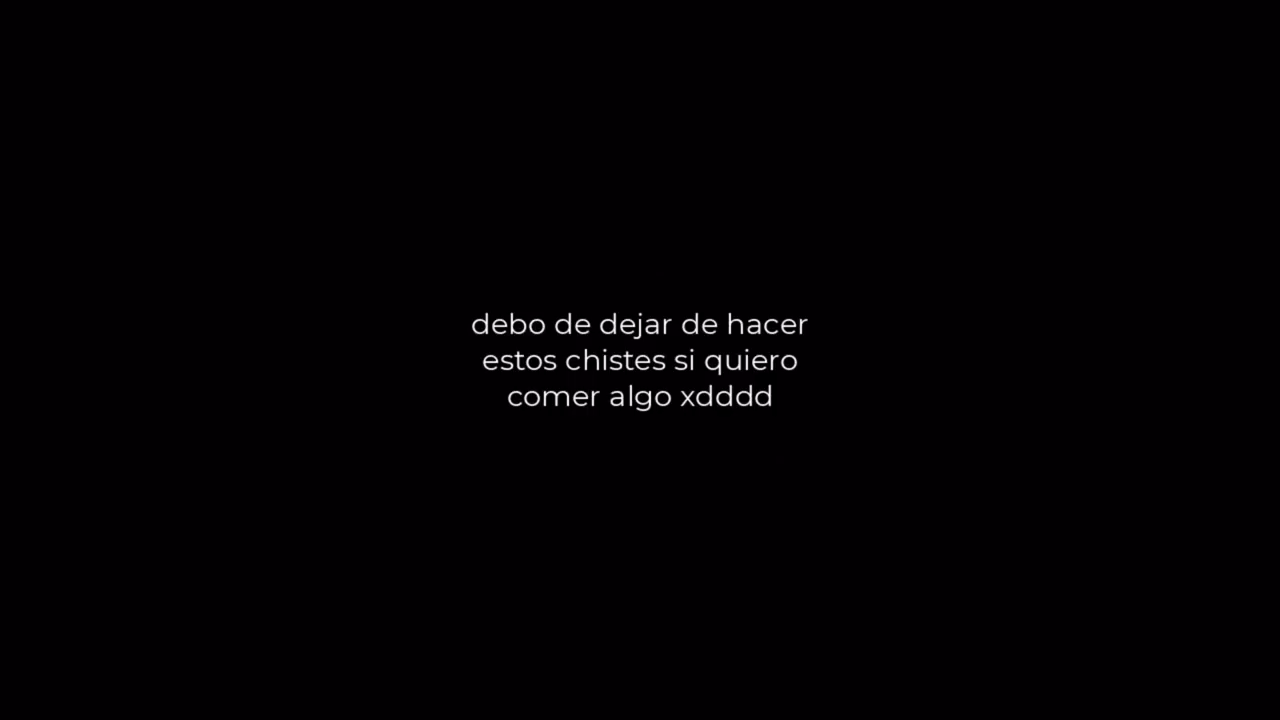 debo de dejar de hacer
estos chistes si quiero
comer algo xdddd